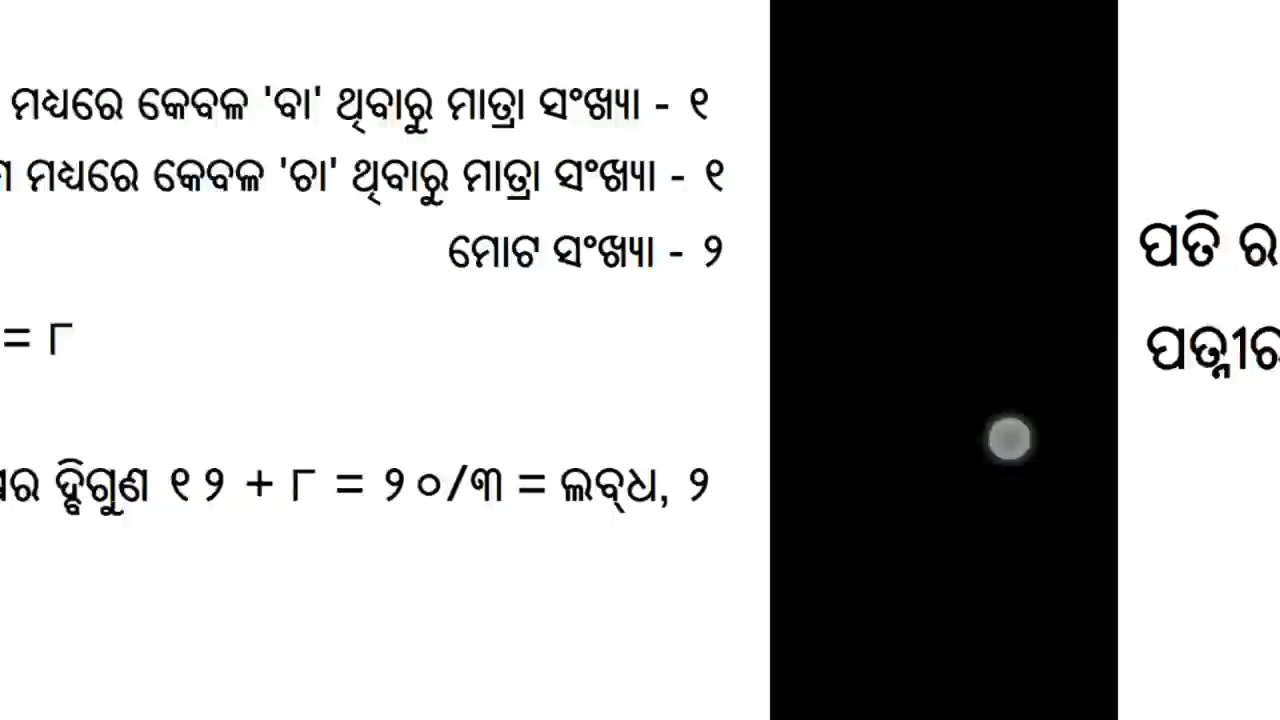 ମଧ୍ୟରେ କେବଳ 'ବା' ଥିବାରୁ ମାତ୍ରା ସଂଖ୍ୟା - ୧
ମଧ୍ୟରେ କେବଳ 'ଚା' ଥିବାରୁ ମାତ୍ରା ସଂଖ୍ୟା - ୧
ମୋଟ ସଂଖ୍ୟା - ୨
= ୮
ଦ୍ବିଗୁଣ ୧୨ + ୮ = ୨୦/୩ = ଲବ୍ଧ, ୨
ପତି ର
ପତ୍ନୀର